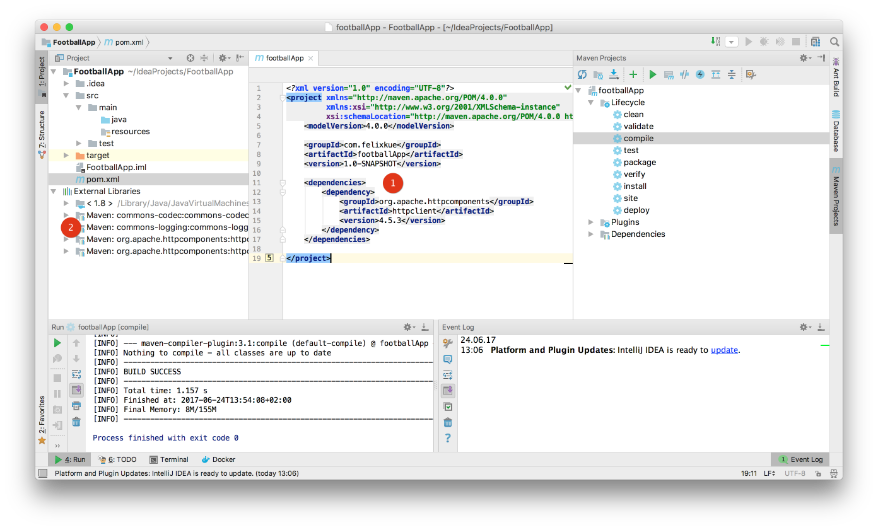 footballApp - FootballApp - [~/IdeaProjects/FootballApp]
FootballApp
pom.xml
Project
footballApp
Maven Projects
1: Project
7: Structure
2: Favorites
FootballApp ~/IdeaProjects/FootballApp
.idea
src
main
java
resources
test
target
FootballApp.iml
pom.xml
External Libraries
< 1.8 > /Library/Java/JavaVirtualMachines
Maven: commons-codec:commons-codec
2
Maven: commons-logging:commons-logg
Maven: org.apache.httpcomponents:httpc
Maven: org.apache.httpcomponents:httpc
1 <?xml version="1.0" encoding="UTF-8"?>
2 <project xmlns="http://maven.apache.org/POM/4.0.0"
3 xmlns:xsi="http://www.w3.org/2001/XMLSchema-instance"
4 xsi:schemaLocation="http://maven.apache.org/POM/4.0.0 ht
5 <modelVersion>4.0.0</modelVersion>
6
7 <groupId>com.felixkue</groupId>
8 <artifactId>footballApp</artifactId>
9 <version>1.0-SNAPSHOT</version>
10
11 <dependencies>
1
12 <dependency>
13 <groupId>org.apache.httpcomponents</groupId>
14 <artifactId>httpclient</artifactId>
15 <version>4.5.3</version>
16 </dependency>
17 </dependencies>
18
19 5 </project>
footballApp
Lifecycle
clean
validate
compile
test
package
verify
install
site
deploy
Plugins
Dependencies
Ant Build
Database
Maven Projects
Run footballApp [compile]
[INFO] --- maven-compiler-plugin:3.1:compile (default-compile) @ footballApp
[INFO] Nothing to compile - all classes are up to date
[INFO] ------------------------------------------------------------------------
[INFO] BUILD SUCCESS
[INFO] ------------------------------------------------------------------------
[INFO] Total time: 1.157 s
[INFO] Finished at: 2017-06-24T13:54:08+02:00
[INFO] Final Memory: 8M/155M
[INFO] ------------------------------------------------------------------------
Process finished with exit code 0
Event Log
24.06.17
13:06 Platform and Plugin Updates: IntelliJ IDEA is ready to update.
4: Run
6: TODO
Terminal
Docker
1 Event Log
Platform and Plugin Updates: IntelliJ IDEA is ready to update. (today 13:06)
19:11 LF UTF-8